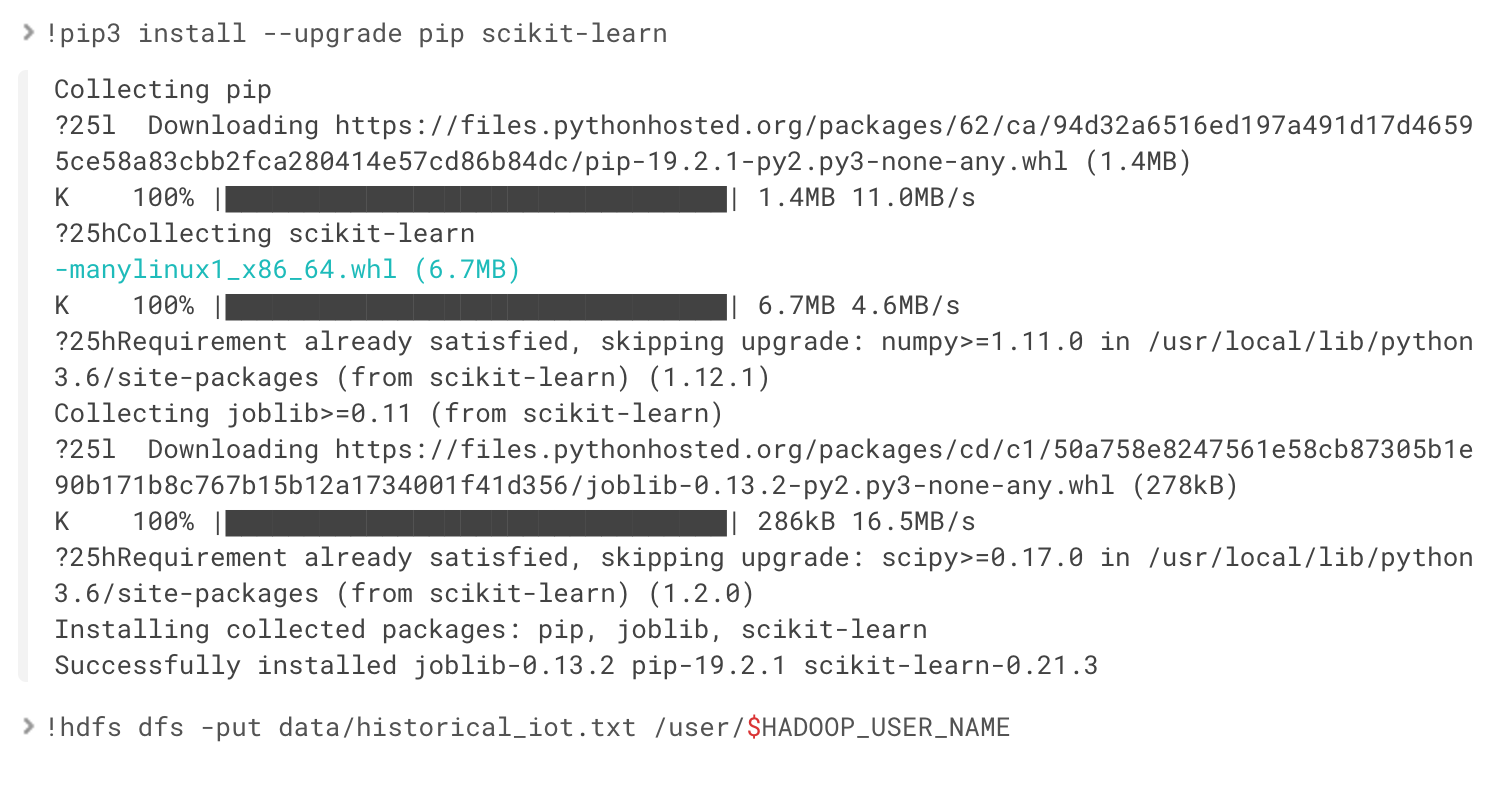 !pip3 install --upgrade pip scikit-learn
Collecting pip
?25l  Downloading https://files.pythonhosted.org/packages/62/ca/94d32a6516ed197a491d17d4659
5ce58a83cbb2fca280414e57cd86b84dc/pip-19.2.1-py2.py3-none-any.whl (1.4MB)
K    100% |████████████████████████████████| 1.4MB 11.0MB/s
?25hCollecting scikit-learn
-manylinux1_x86_64.whl (6.7MB)
K    100% |████████████████████████████████| 6.7MB 4.6MB/s
?25hRequirement already satisfied, skipping upgrade: numpy>=1.11.0 in /usr/local/lib/python
3.6/site-packages (from scikit-learn) (1.12.1)
Collecting joblib>=0.11 (from scikit-learn)
?25l  Downloading https://files.pythonhosted.org/packages/cd/c1/50a758e8247561e58cb87305b1e
90b171b8c767b15b12a1734001f41d356/joblib-0.13.2-py2.py3-none-any.whl (278kB)
K    100% |████████████████████████████████| 286kB 16.5MB/s
?25hRequirement already satisfied, skipping upgrade: scipy>=0.17.0 in /usr/local/lib/python
3.6/site-packages (from scikit-learn) (1.2.0)
Installing collected packages: pip, joblib, scikit-learn
Successfully installed joblib-0.13.2 pip-19.2.1 scikit-learn-0.21.3
!hdfs dfs -put data/historical_iot.txt /user/$HADOOP_USER_NAME